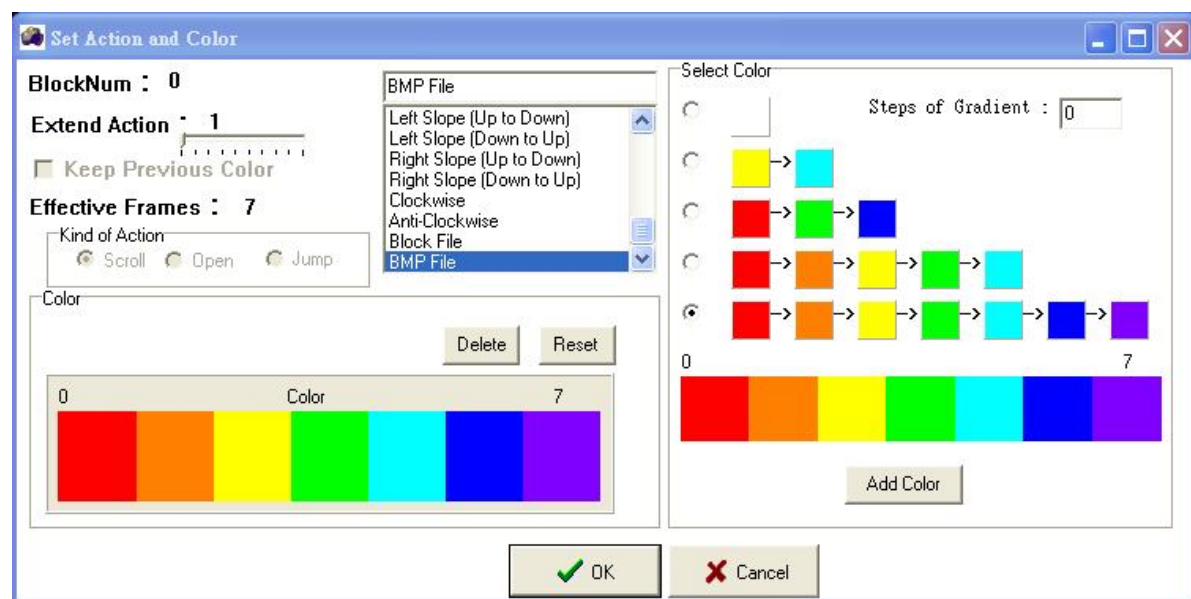 Set Action and Color
BlockNum : 0
Extend Action : 1
Keep Previous Color
Effective Frames : 7
Kind of Action
Scroll Open Jump
BMP File
Left Slope (Up to Down)
Left Slope (Down to Up)
Right Slope (Up to Down)
Right Slope (Down to Up)
Clockwise
Anti-Clockwise
Block File
BMP File
Color
Delete Reset
0 Color 7
Select Color
Steps of Gradient : 0
->
-> ->
-> -> -> ->
-> -> -> -> -> ->
0 7
Add Color
OK Cancel